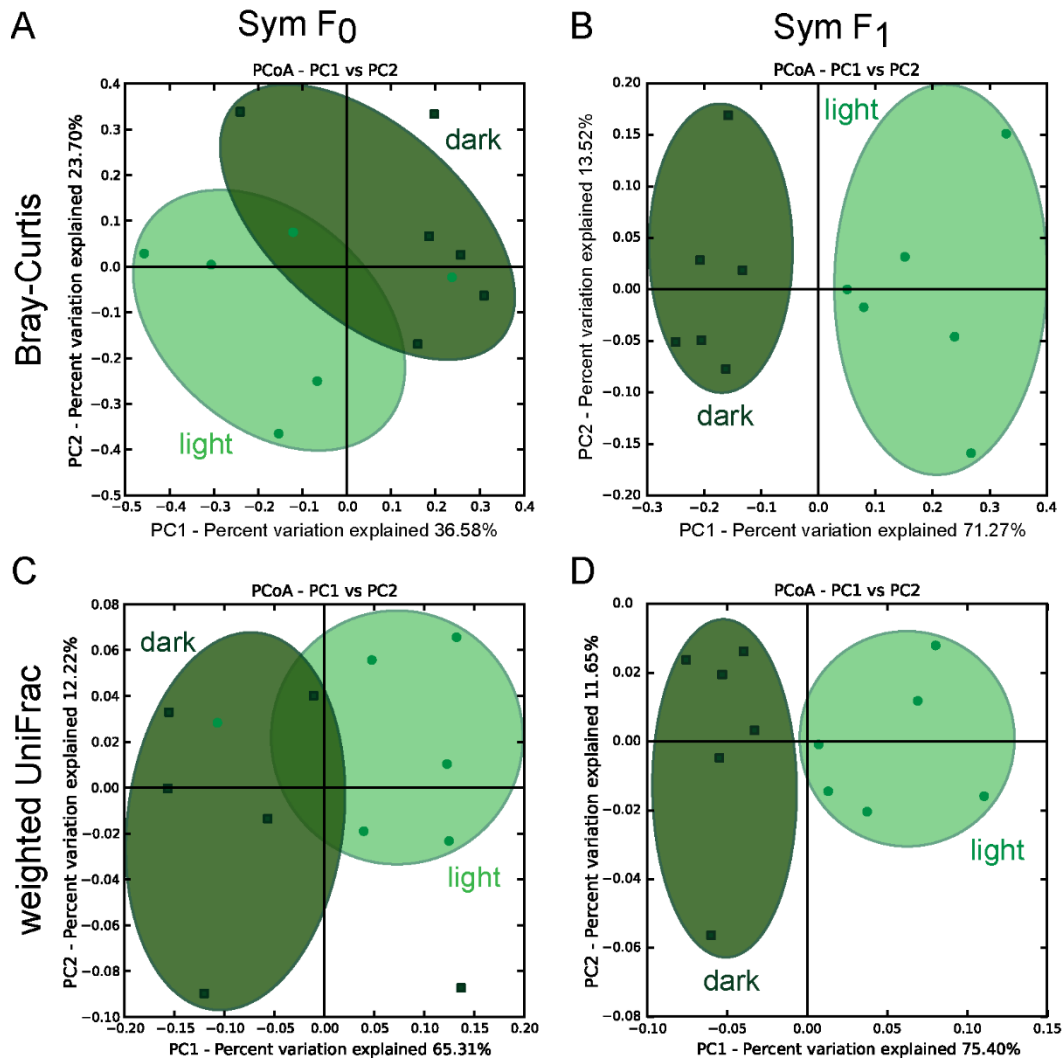 A
Sym F0
B
Sym F1
Bray-Curtis
weighted UniFrac
PCoA - PC1 vs PC2
0.4
0.3
0.2
0.1
0.0
−0.1
−0.2
−0.3
−0.4
−0.5
PC2 - Percent variation explained 23.70%
dark
light
−0.5 −0.4 −0.3 −0.2 −0.1 0.0 0.1 0.2 0.3 0.4
PC1 - Percent variation explained 36.58%
PCoA - PC1 vs PC2
0.20
0.15
0.10
0.05
0.00
−0.05
−0.10
−0.15
−0.20
PC2 - Percent variation explained 13.52%
light
dark
−0.3 −0.2 −0.1 0.0 0.1 0.2 0.3 0.4
PC1 - Percent variation explained 71.27%
C
PCoA - PC1 vs PC2
0.08
0.06
0.04
0.02
0.00
−0.02
−0.04
−0.06
−0.08
−0.10
PC2 - Percent variation explained 12.22%
dark
light
−0.20 −0.15 −0.10 −0.05 0.00 0.05 0.10 0.15 0.20
PC1 - Percent variation explained 65.31%
D
PCoA - PC1 vs PC2
0.0
0.02
0.00
−0.02
−0.04
−0.06
−0.08
PC2 - Percent variation explained 11.65%
light
dark
−0.10 −0.05 0.00 0.05 0.10 0.15
PC1 - Percent variation explained 75.40%